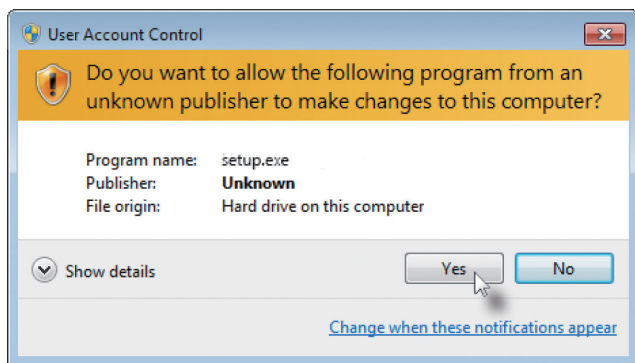 User Account Control
Do you want to allow the following program from an
unknown publisher to make changes to this computer?
Program name: setup.exe
Publisher: Unknown
File origin: Hard drive on this computer
Show details Yes No
Change when these notifications appear